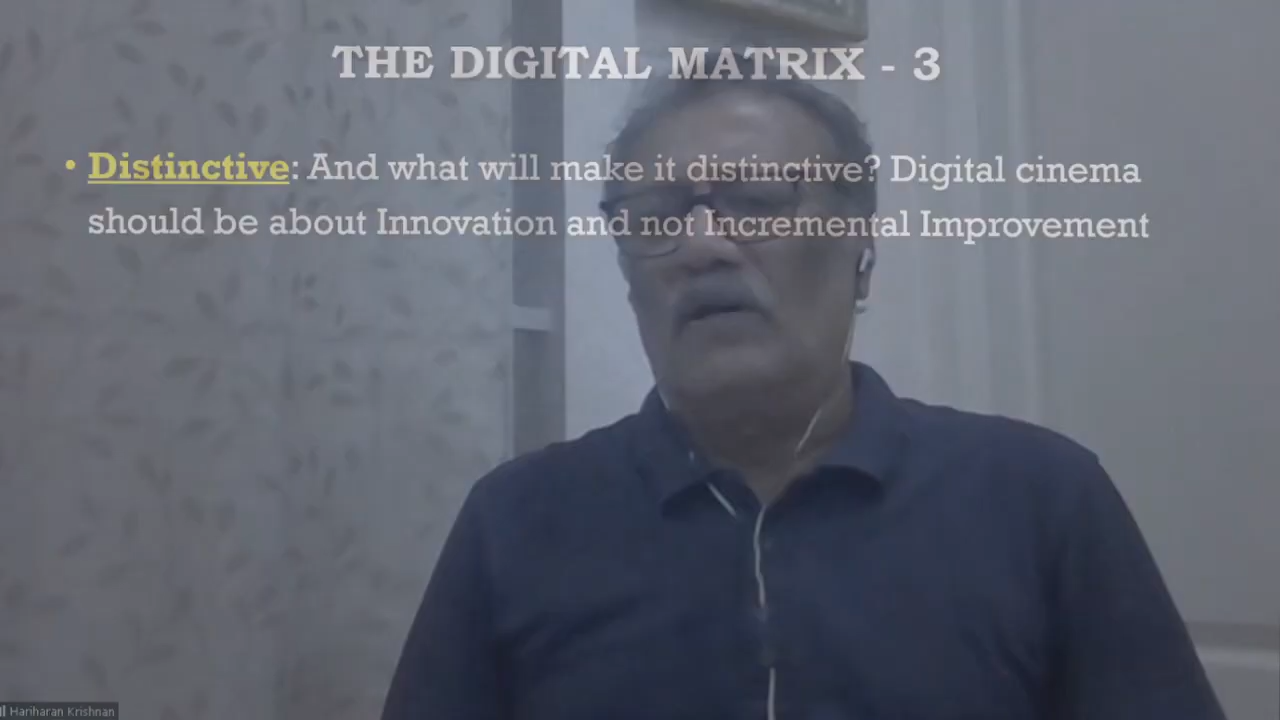 THE DIGITAL MATRIX - 3
• Distinctive: And what will make it distinctive? Digital cinema
should be about Innovation and not Incremental Improvement
Hariharan Krishnan